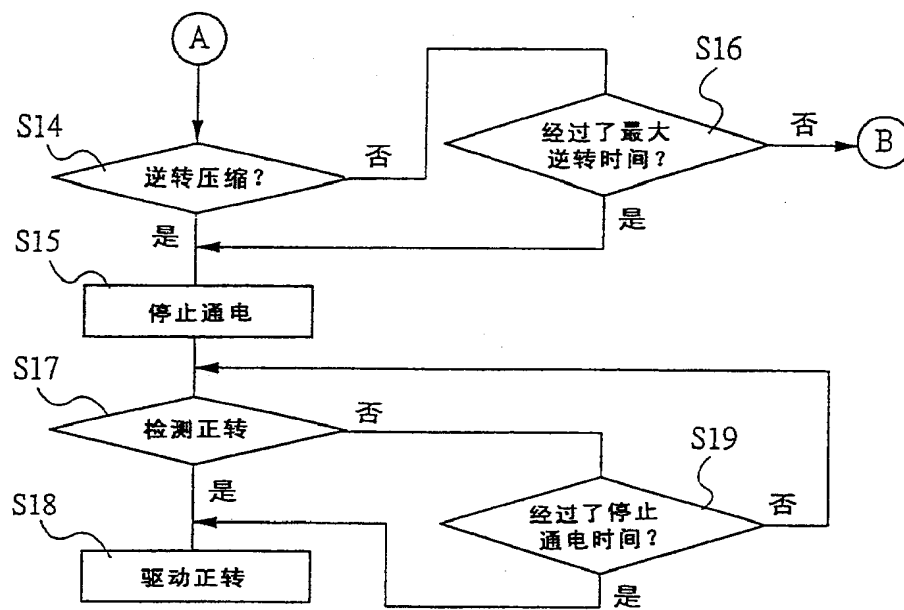 A
S14
逆转压缩?
否
S16
经过了最大
逆转时间?
否
B
是
是
S15
停止通电
S17
检测正转
否
是
S19
经过了停止
通电时间?
否
是
S18
驱动正转